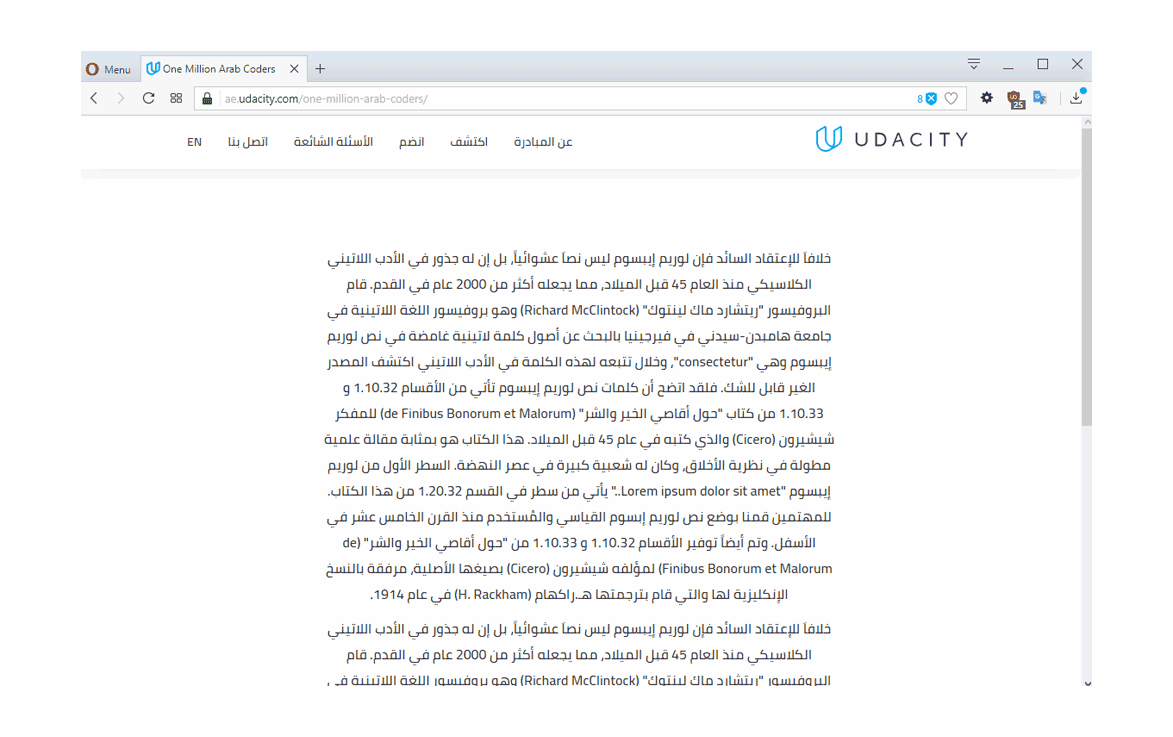 Menu
One Million Arab Coders
ae.udacity.com/one-million-arab-coders/
8
UO
25
G
عن المبادرة
اكتشف
انضم
الأسئلة الشائعة
اتصل بنا
EN
UDACITY
خلافاَ للإعتقاد السائد فإن لوريم إيبسوم ليس نصاَ عشوائياً، بل إن له جذور في الأدب اللاتيني
الكلاسيكي منذ العام 45 قبل الميلاد, مما يجعله أكثر من 2000 عام في القدم. قام
البروفيسور "ريتشارد ماك لينتوك" (Richard McClintock) وهو بروفيسور اللغة اللاتينية في
جامعة هامبدن-سيدني في فيرجينيا بالبحث عن أصول كلمة لاتينية غامضة في نص لوريم
إيبسوم وهي "consectetur", وخلال تتبعه لهذه الكلمة في الأدب اللاتيني اكتشف المصدر
الغير قابل للشك. فلقد اتضح أن كلمات نص لوريم إيبسوم تأتي من الأقسام 1.10.32 و
1.10.33 من كتاب "حول أقاصي الخير والشر" (de Finibus Bonorum et Malorum) للمفكر
شيشيرون (Cicero) والذي كتبه في عام 45 قبل الميلاد. هذا الكتاب هو بمثابة مقالة علمية
مطولة في نظرية الأخلاق, وكان له شعبية كبيرة في عصر النهضة. السطر الأول من لوريم
إيبسوم "Lorem ipsum dolor sit amet.." يأتي من سطر في القسم 1.20.32 من هذا الكتاب.
للمهتمين قمنا بوضع نص لوريم إبسوم القياسي والمُستخدم منذ القرن الخامس عشر في
الأسفل. وتم أيضاَ توفير الأقسام 1.10.32 و 1.10.33 من "حول أقاصي الخير والشر" (de
Finibus Bonorum et Malorum) لمؤلفه شيشيرون (Cicero) بصيغها الأصلية, مرفقة بالنسخ
الإنكليزية لها والتي قام بترجمتها هـ.راكهام (H. Rackham) في عام 1914.
خلافاَ للإعتقاد السائد فإن لوريم إيبسوم ليس نصاَ عشوائياً، بل إن له جذور في الأدب اللاتيني
الكلاسيكي منذ العام 45 قبل الميلاد, مما يجعله أكثر من 2000 عام في القدم. قام
البروفيسور "ريتشارد ماك لينتوك" (Richard McClintock) وهو بروفيسور اللغة اللاتينية في